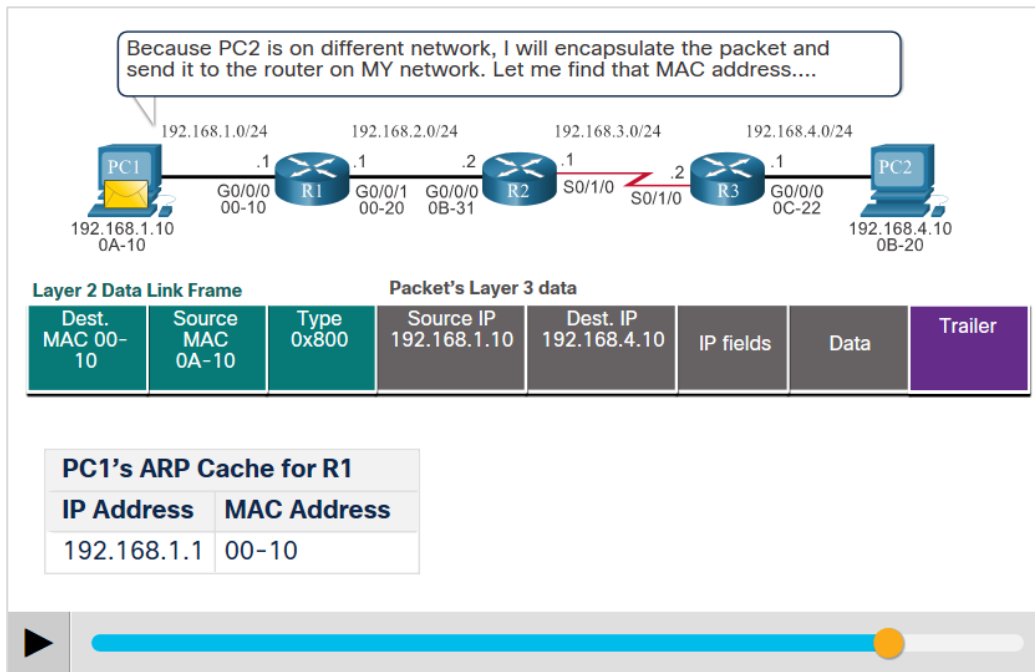 Because PC2 is on different network, I will encapsulate the packet and
send it to the router on MY network. Let me find that MAC address....
192.168.1.0/24 192.168.2.0/24 192.168.3.0/24 192.168.4.0/24
PC1 .1 R1 .1 .2 R2 .1 .2 R3 .1 PC2
G0/0/0 G0/0/1 G0/0/0 S0/1/0 S0/1/0 G0/0/0
00-10 00-20 0B-31 0C-22
192.168.1.10 192.168.4.10
0A-10 0B-20
Layer 2 Data Link Frame Packet's Layer 3 data
Dest.
MAC 00-
10
Source
MAC
0A-10
Type
0x800
Source IP
192.168.1.10
Dest. IP
192.168.4.10
IP fields
Data
Trailer
PC1's ARP Cache for R1
IP Address MAC Address
192.168.1.1 00-10